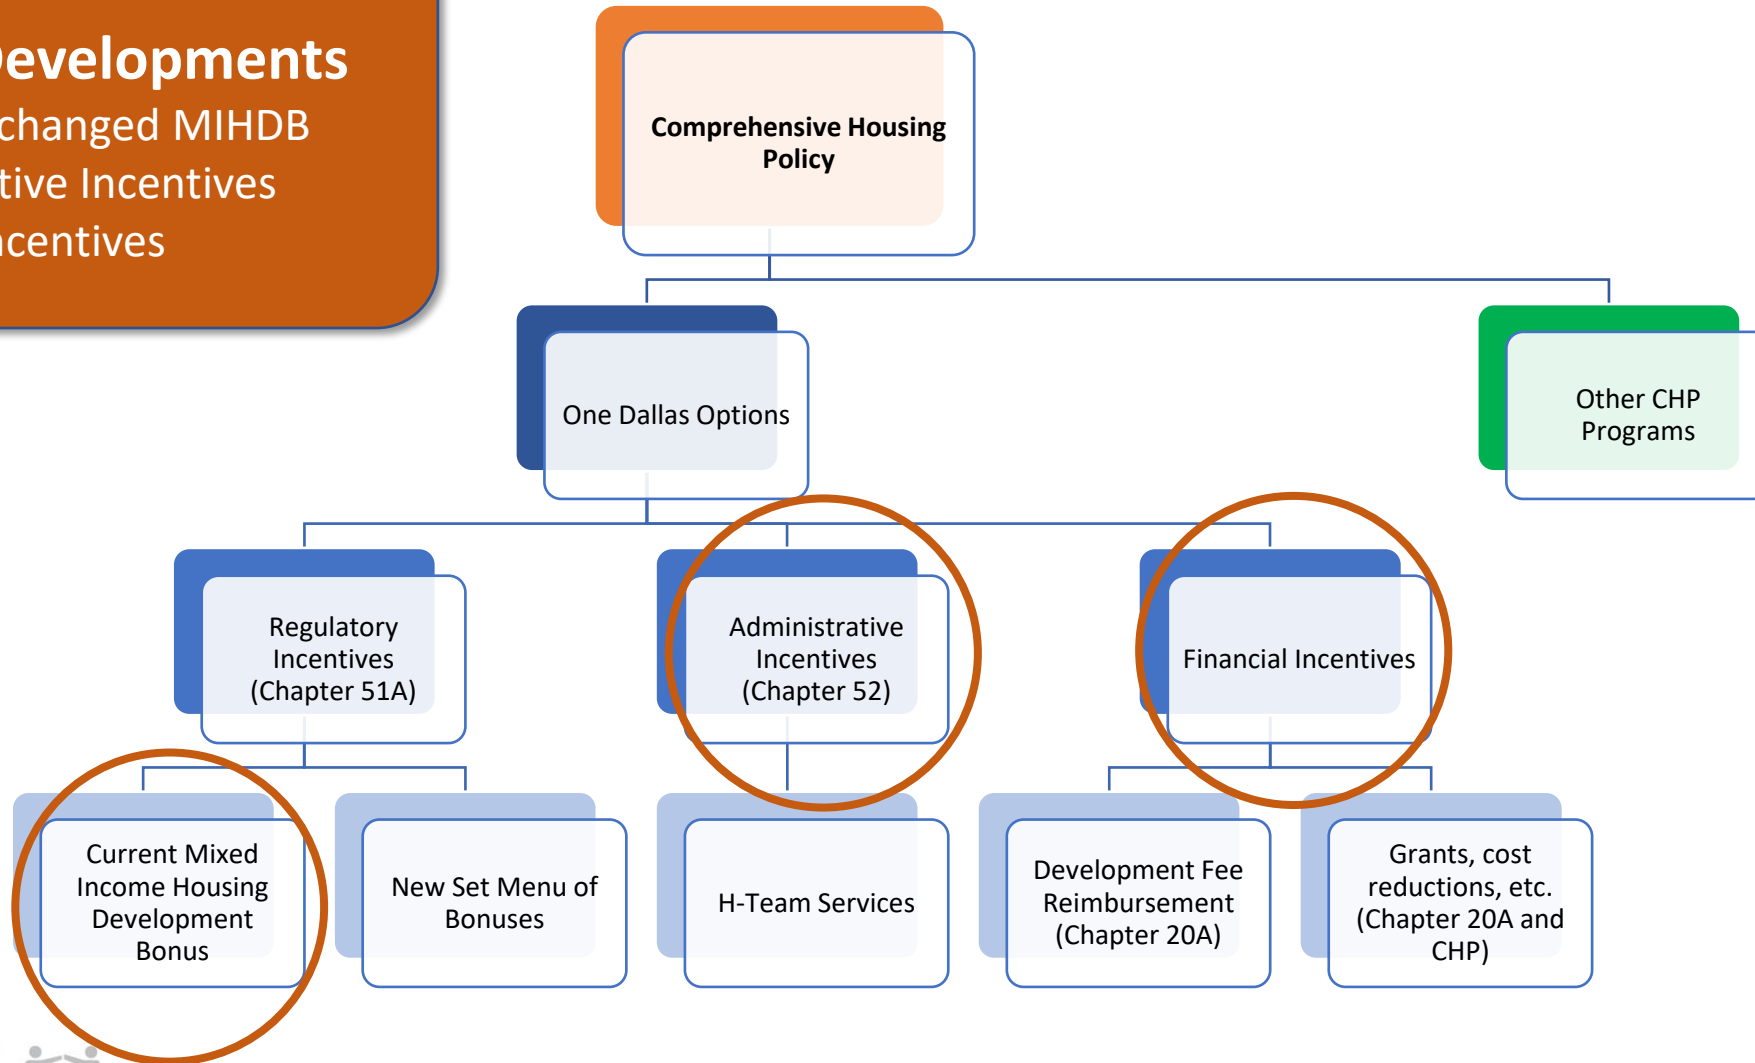 Developments
changed MIHDB
tive Incentives
ncentives
Comprehensive Housing
Policy
One Dallas Options
Other CHP
Programs
Regulatory
Incentives
(Chapter 51A)
Administrative
Incentives
(Chapter 52)
Financial Incentives
Current Mixed
Income Housing
Development
Bonus
New Set Menu of
Bonuses
H-Team Services
Development Fee
Reimbursement
(Chapter 20A)
Grants, cost
reductions, etc.
(Chapter 20A and
CHP)